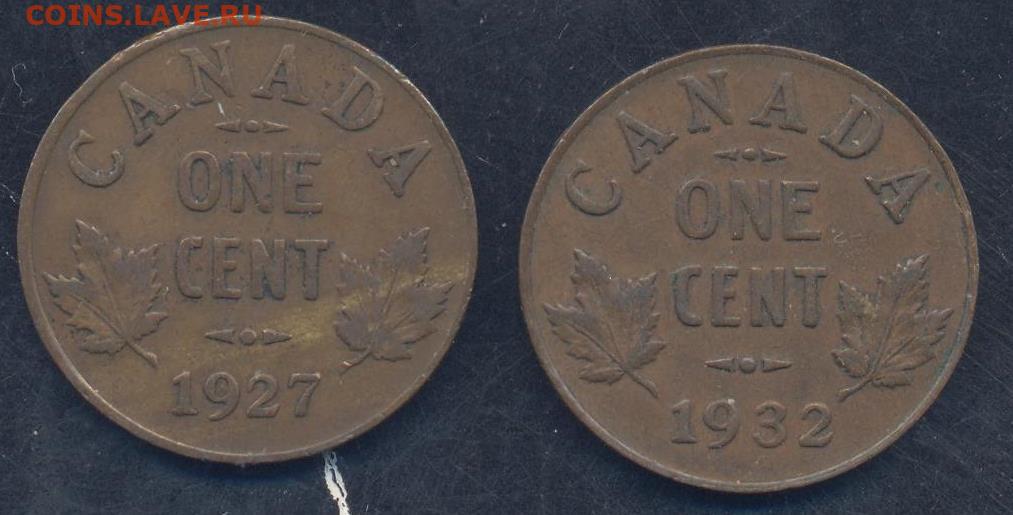 COINS.LAVE.RU
CANADA
ONE
CENT
1927
CANADA
ONE
CENT
1932